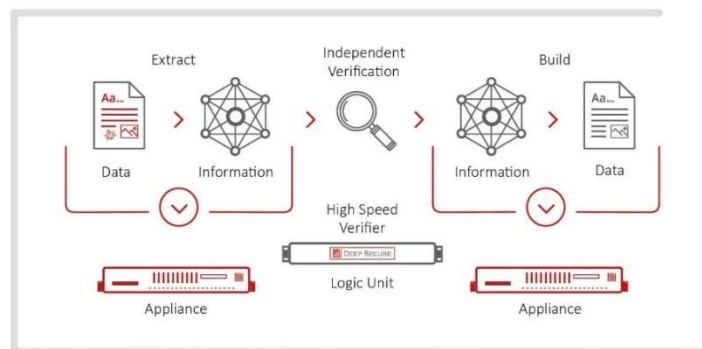 Extract
Independent
Verification
Build
Aa...
Aa...
Data
Information
Information
Data
High Speed
Verifier
DEEP SECURE
Logic Unit
Appliance
Appliance